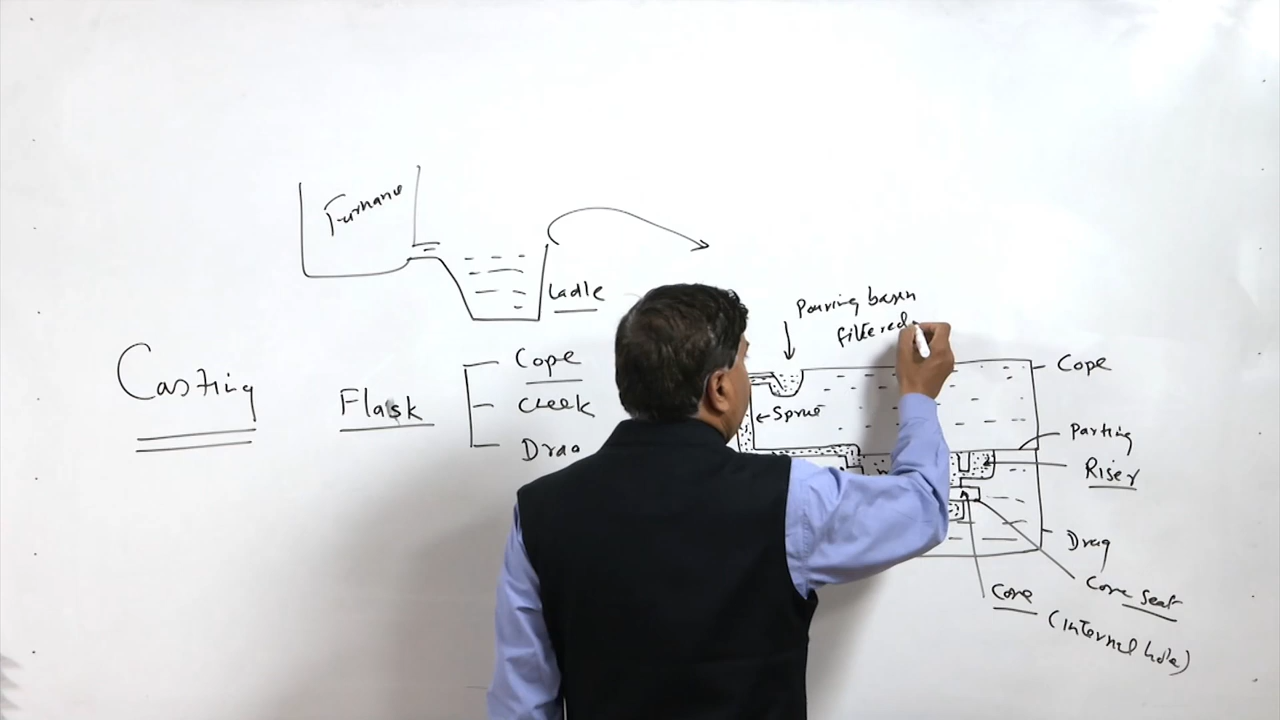 Furnance
Ladle
Pouring basin
filtered
Casting
Flask
Cope
Cheek
Drag
Sprue
Cope
Parting
Riser
Drag
Core seat
Core
(internal hole)